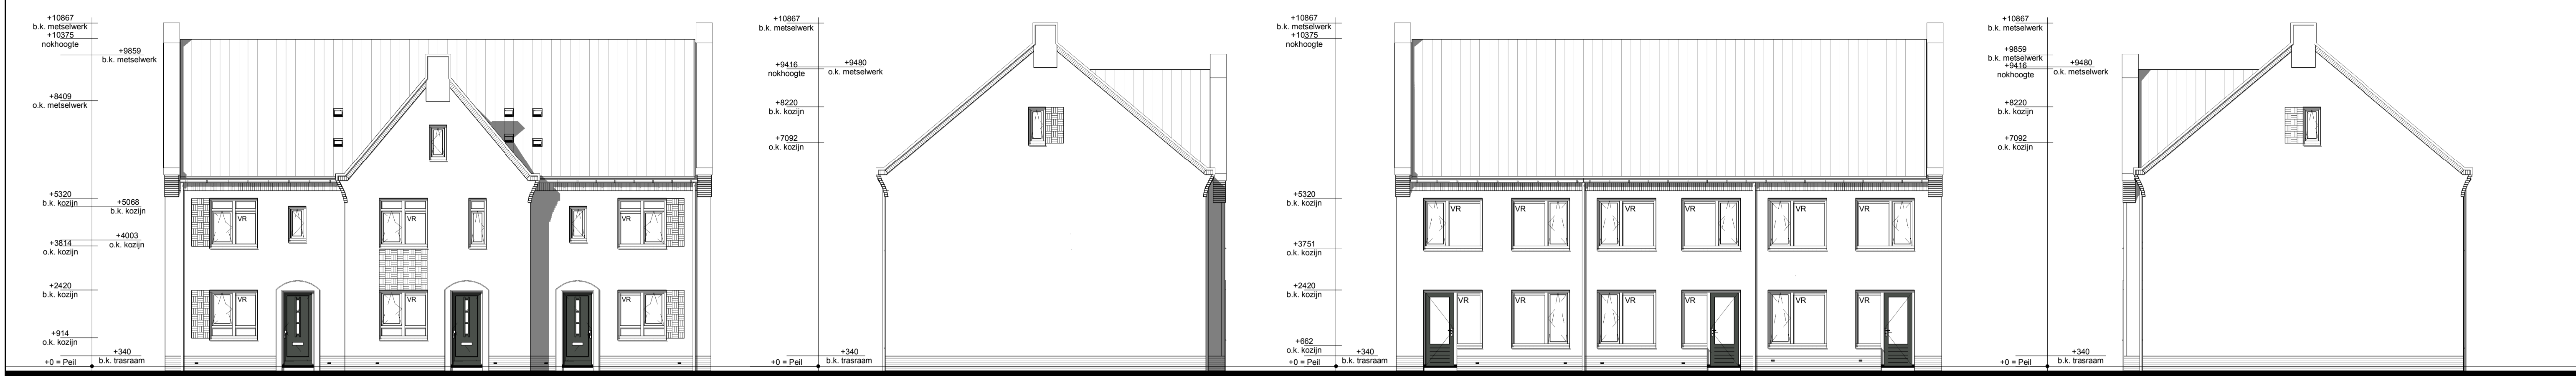 +10867
b.k. metselwerk
+10375
nokhoogte
+9859
b.k. metselwerk
+8409
o.k. metselwerk
+5320
b.k. kozijn
+5068
b.k. kozijn
+4003
o.k. kozijn
+3814
o.k. kozijn
+2420
b.k. kozijn
+914
o.k. kozijn
+340
b.k. trasraam
+0 = Peil
VR
VR
VR
VR
VR
VR
+10867
b.k. metselwerk
+9480
o.k. metselwerk
+9416
nokhoogte
+8220
b.k. kozijn
+7092
o.k. kozijn
+340
b.k. trasraam
+0 = Peil
+10867
b.k. metselwerk
+10375
nokhoogte
+5320
b.k. kozijn
+3751
o.k. kozijn
+2420
b.k. kozijn
+662
o.k. kozijn
+340
b.k. trasraam
+0 = Peil
VR
VR
VR
VR
VR
VR
VR
VR
VR
VR
VR
VR
+10867
b.k. metselwerk
+9859
b.k. metselwerk
+9480
o.k. metselwerk
+9416
nokhoogte
+8220
b.k. kozijn
+7092
o.k. kozijn
+340
b.k. trasraam
+0 = Peil